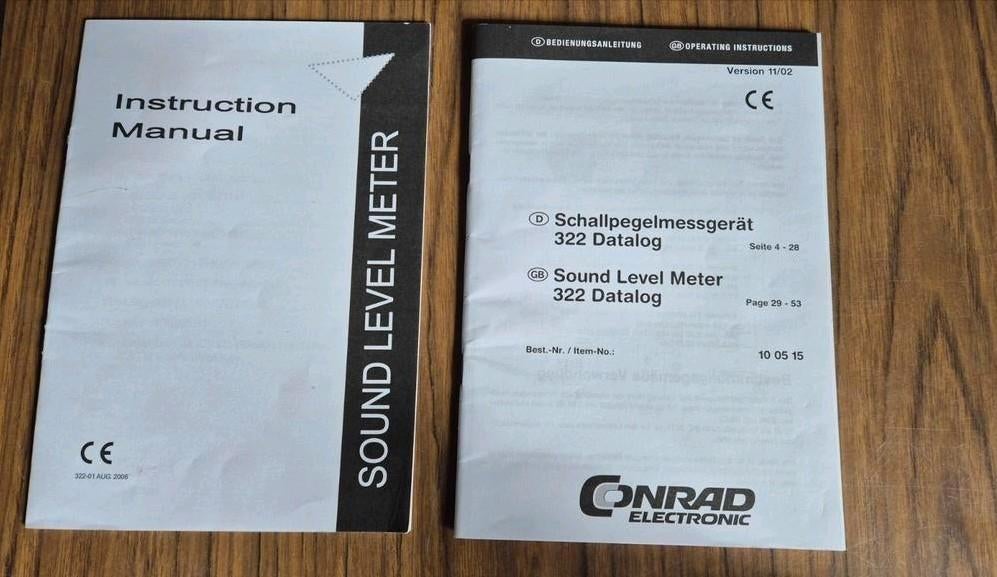 Instruction
Manual
SOUND LEVEL METER
CE
322-01 AUG 2006
D BEDIENUNGSANLEITUNG GB OPERATING INSTRUCTIONS
Version 11/02
CE
D Schallpegelmessgerät
322 Datalog Seite 4 - 28
GB Sound Level Meter
322 Datalog Page 29 - 53
Best.-Nr. / Item-No.: 10 05 15
CONRAD
ELECTRONIC